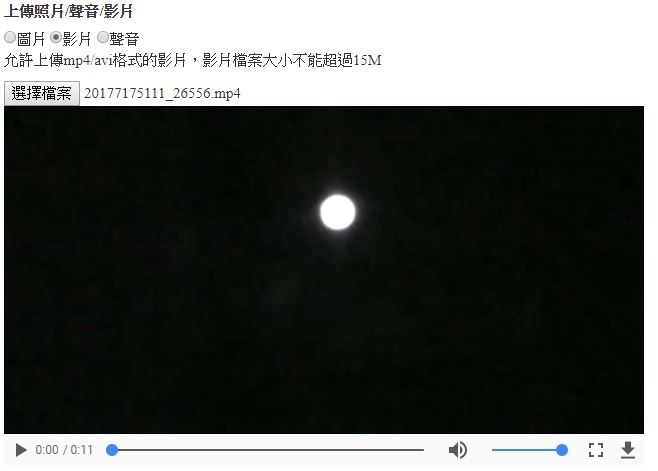 上傳照片/聲音/影片
圖片 影片 聲音
允許上傳mp4/avi格式的影片，影片檔案大小不能超過15M
選擇檔案 20177175111_26556.mp4
0:00 / 0:11